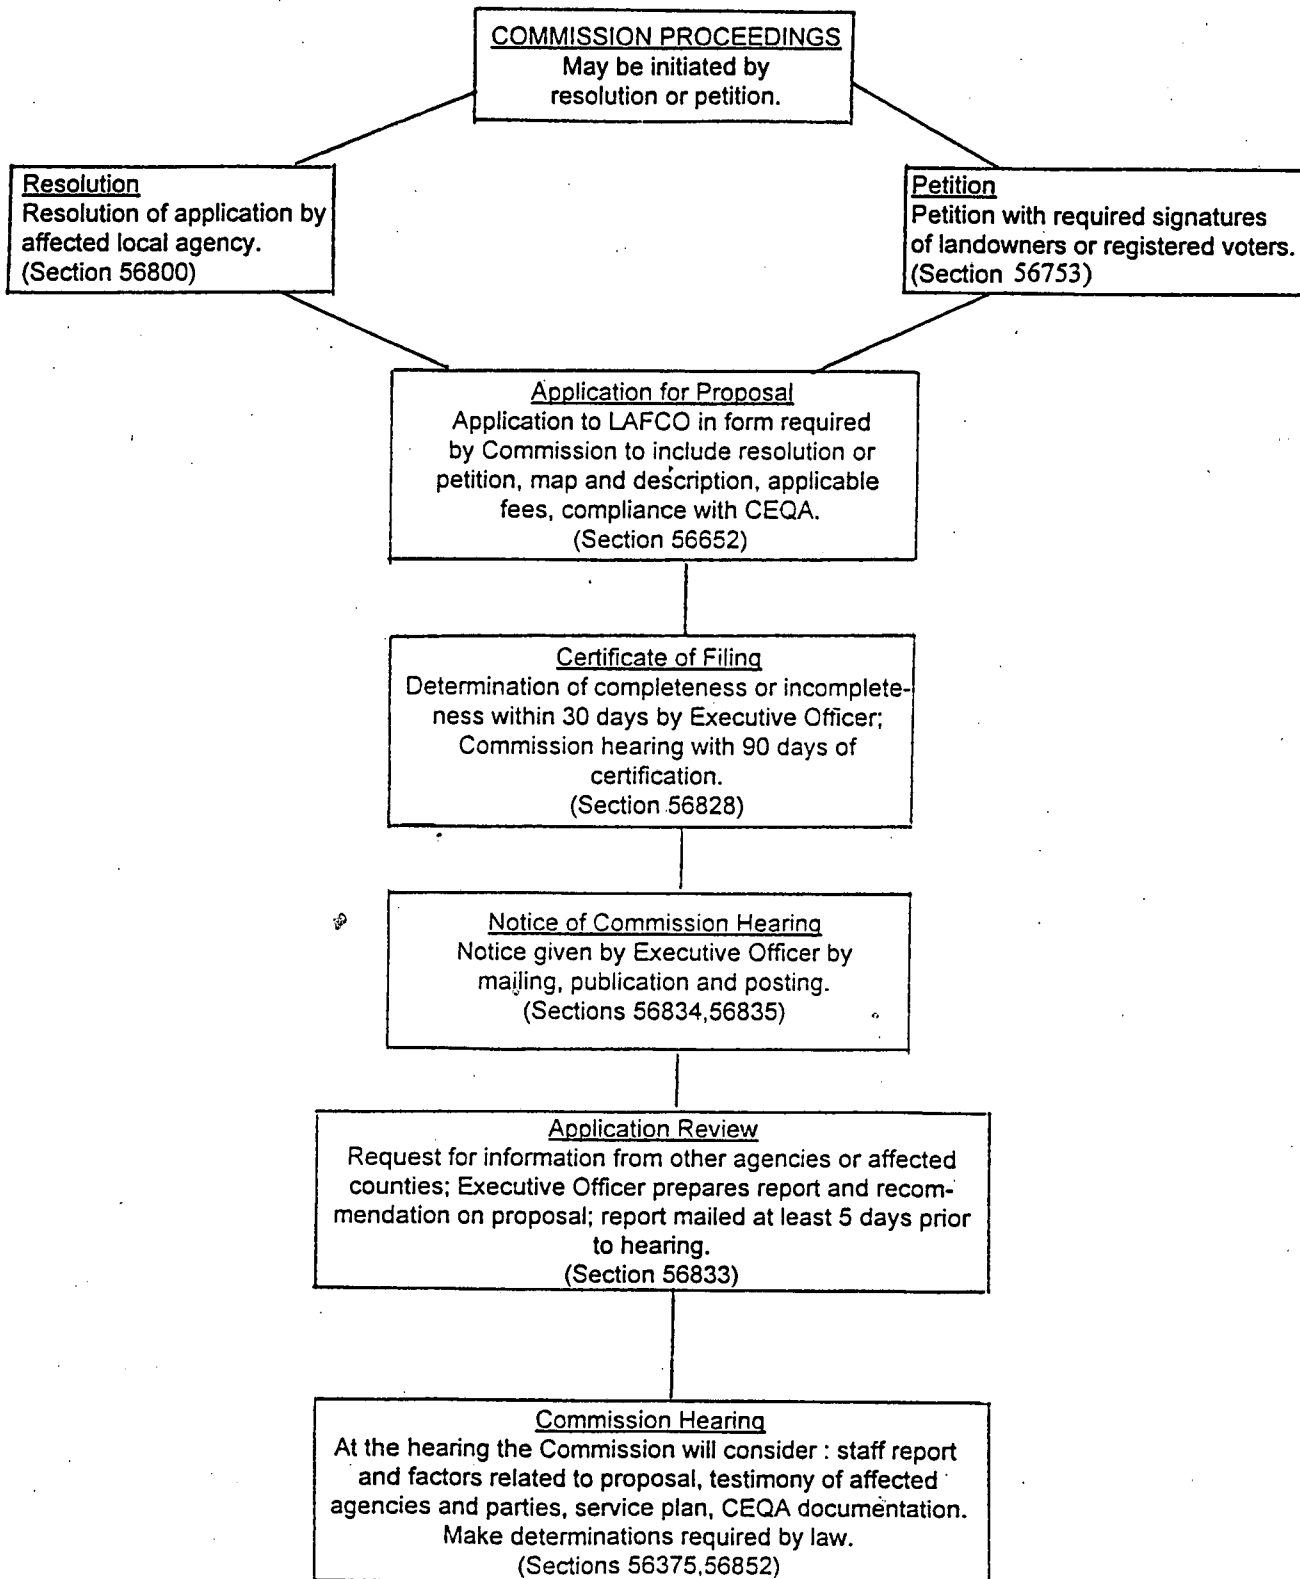 COMMISSION PROCEEDINGS
May be initiated by
resolution or petition.
Resolution
Resolution of application by
affected local agency.
(Section 56800)
Petition
Petition with required signatures
of landowners or registered voters.
(Section 56753)
Application for Proposal
Application to LAFCO in form required
by Commission to include resolution or
petition, map and description, applicable
fees, compliance with CEQA.
(Section 56652)
Certificate of Filing
Determination of completeness or incomplete-
ness within 30 days by Executive Officer;
Commission hearing with 90 days of
certification.
(Section 56828)
Notice of Commission Hearing
Notice given by Executive Officer by
mailing, publication and posting.
(Sections 56834,56835)
Application Review
Request for information from other agencies or affected
counties; Executive Officer prepares report and recom-
mendation on proposal; report mailed at least 5 days prior
to hearing.
(Section 56833)
Commission Hearing
At the hearing the Commission will consider : staff report
and factors related to proposal, testimony of affected
agencies and parties, service plan, CEQA documentation.
Make determinations required by law.
(Sections 56375,56852)